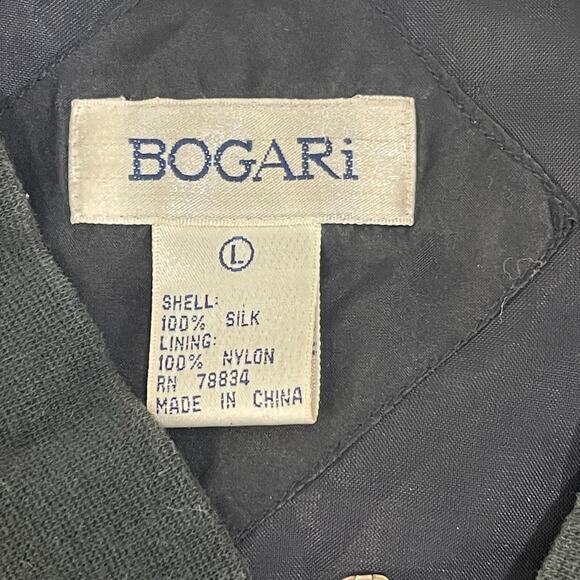 BOGARi
L
SHELL:
100% SILK
LINING:
100% NYLON
RN 78834
MADE IN CHINA